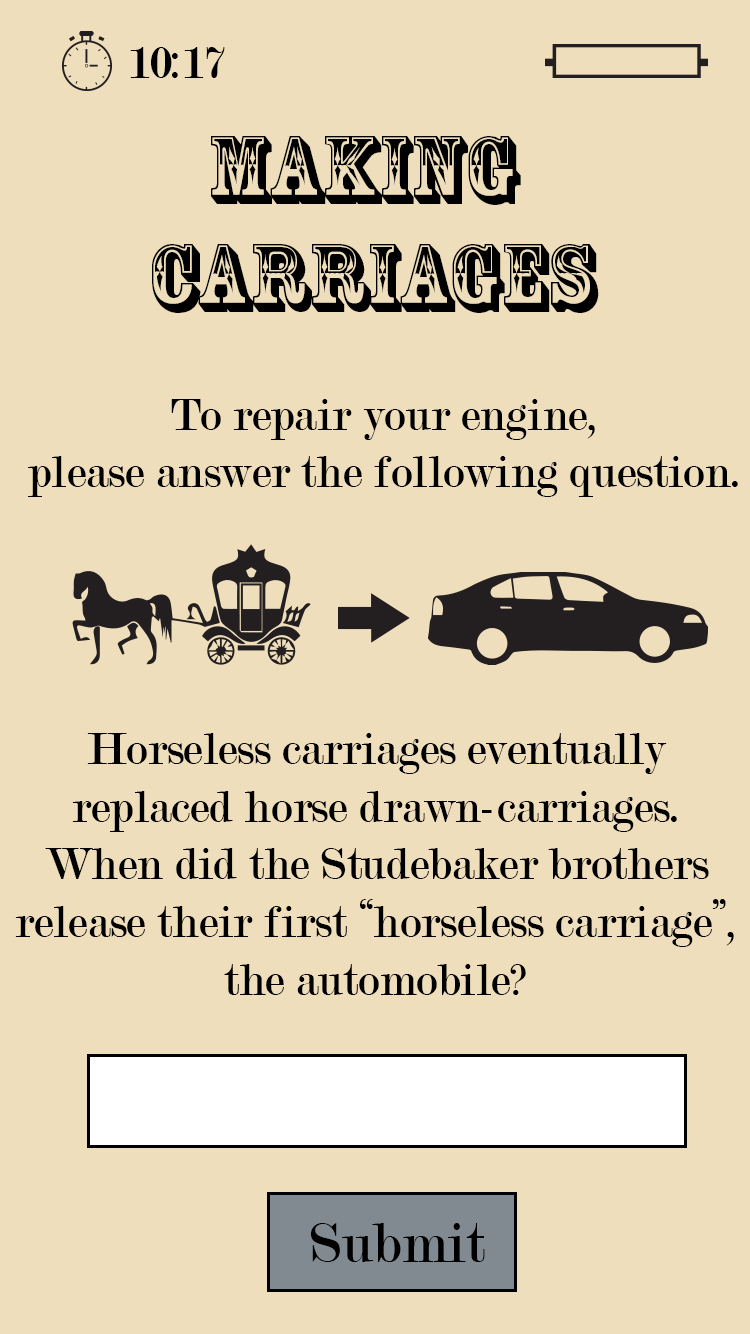 10:17
MAKING
CARRIAGES
To repair your engine,
please answer the following question.
Horseless carriages eventually
replaced horse drawn-carriages.
When did the Studebaker brothers
release their first “horseless carriage”,
the automobile?
Submit